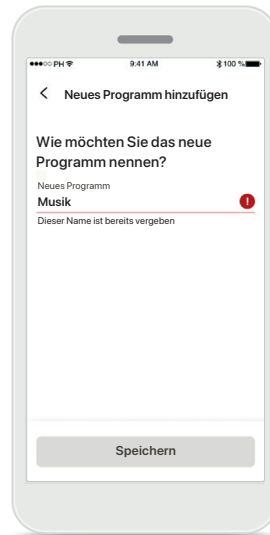 ●●●○○ PH 9:41 AM 100 %
Neues Programm hinzufügen
Wie möchten Sie das neue
Programm nennen?
Neues Programm
Musik
!
Dieser Name ist bereits vergeben
Speichern